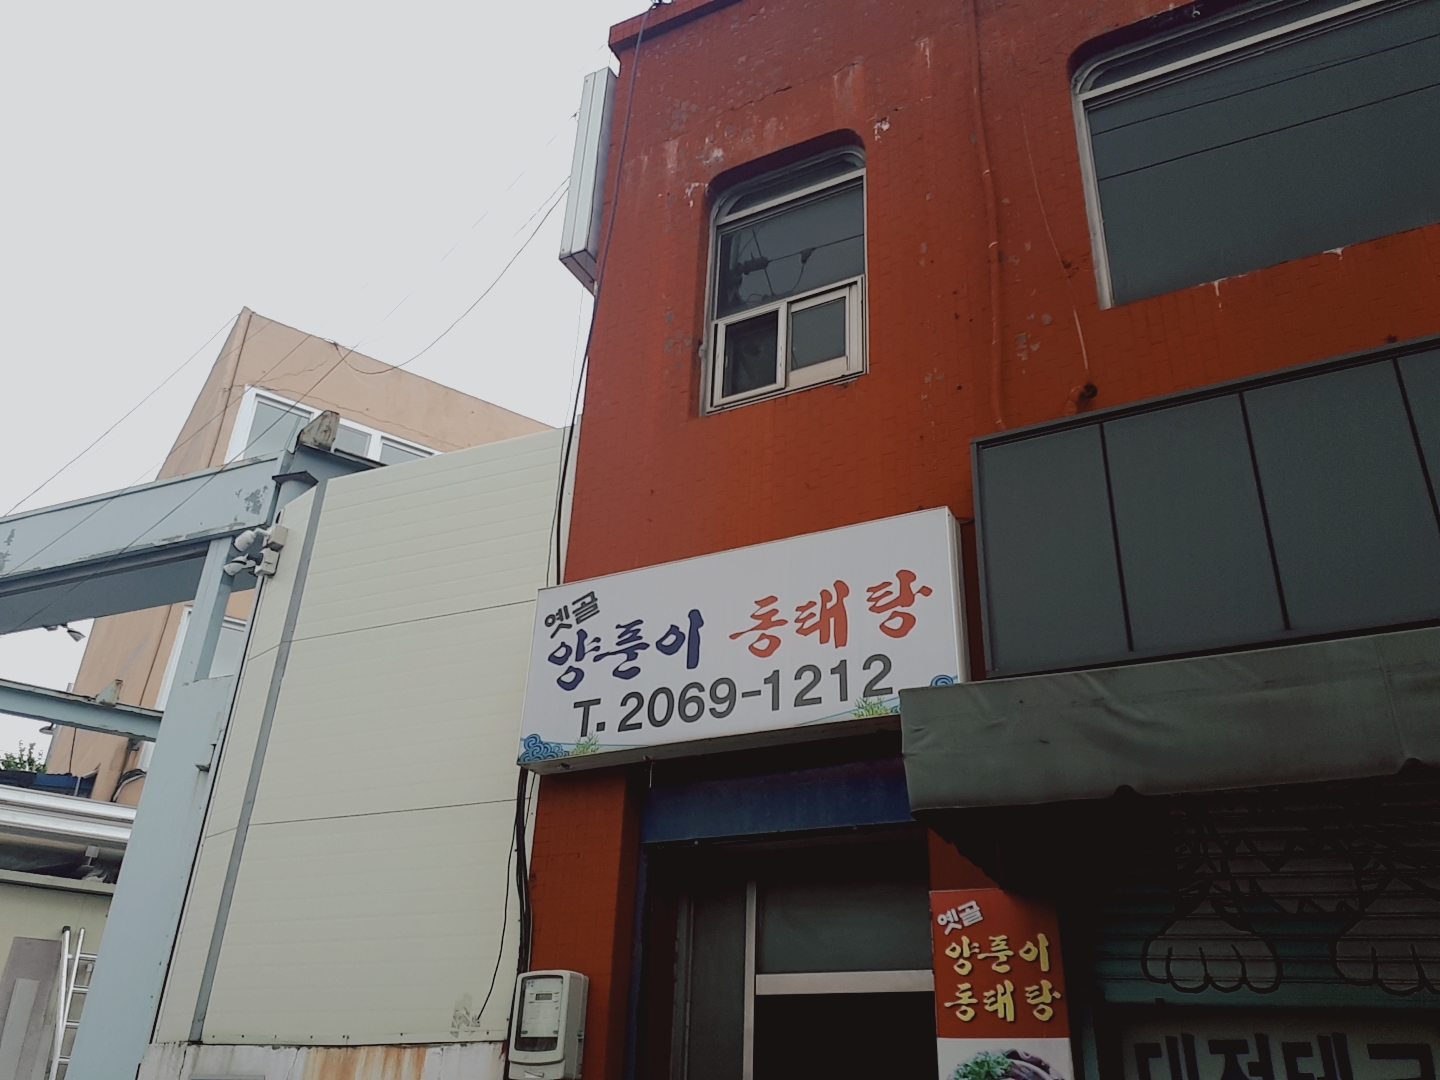 옛골
양푼이 동태탕
T. 2069-1212
옛골
양푼이
동태탕